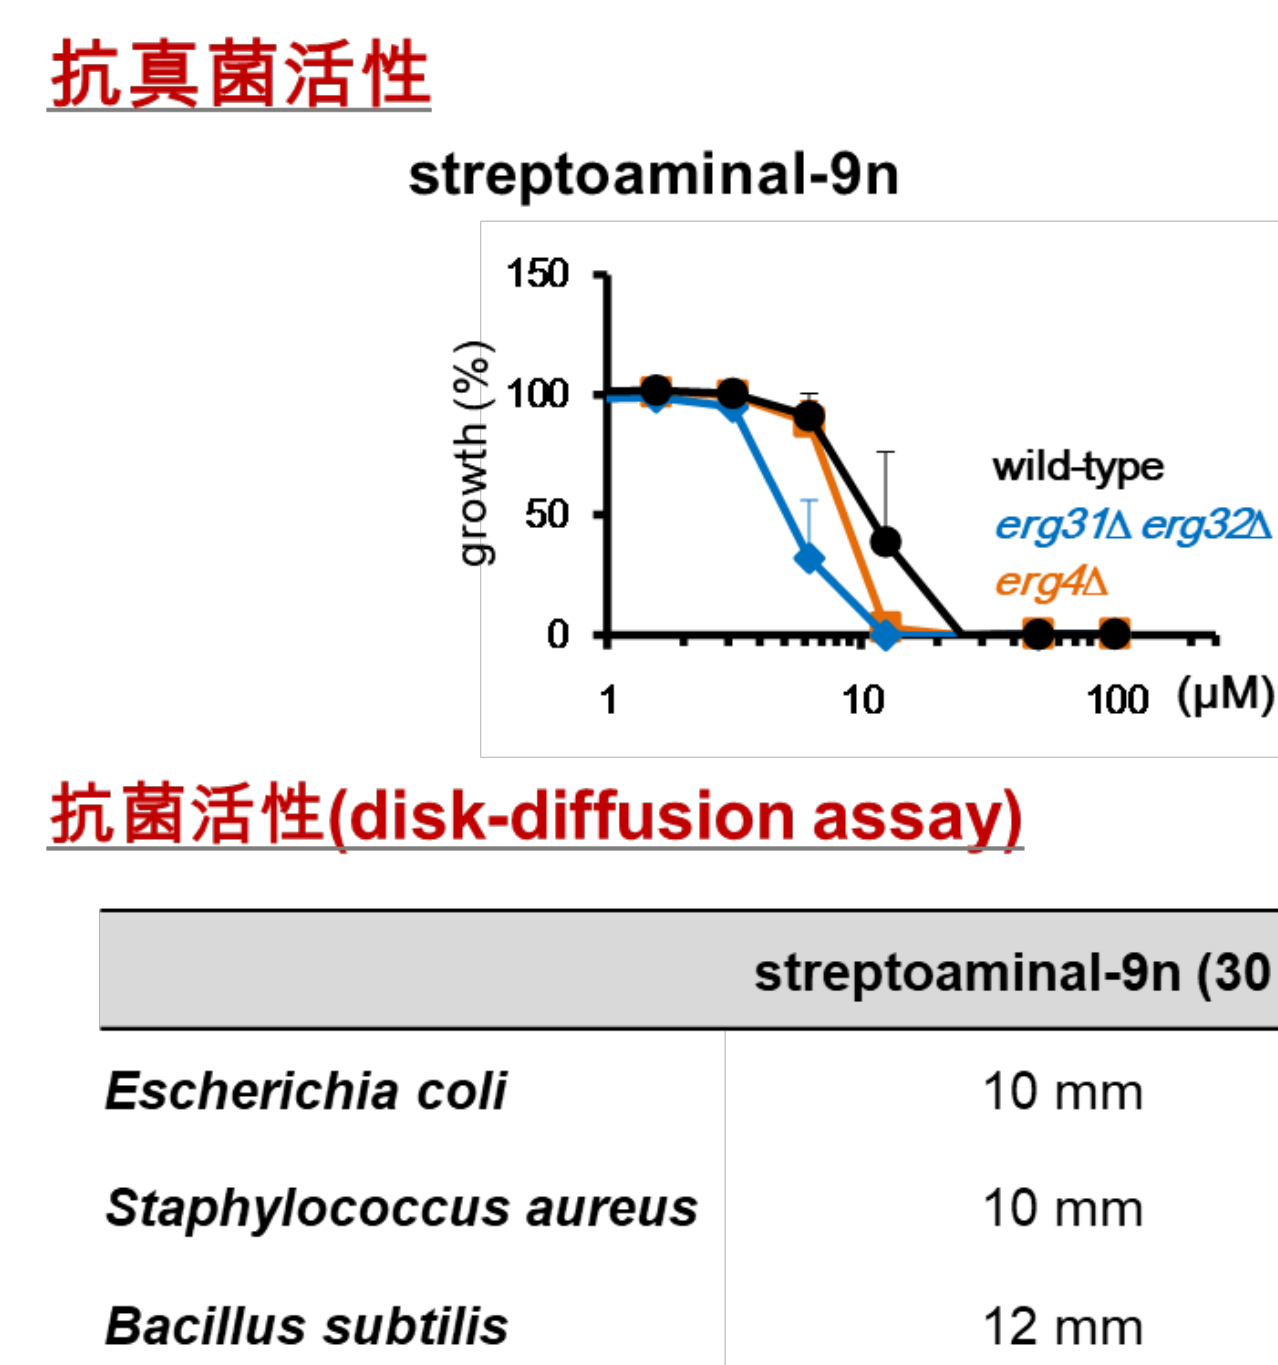 抗真菌活性
streptoaminal-9n
150
100
50
0
growth (%)
wild-type
erg31Δ erg32Δ
erg4Δ
1 10 100 (μM)
抗菌活性(disk-diffusion assay)
streptoaminal-9n (30
Escherichia coli 10 mm
Staphylococcus aureus 10 mm
Bacillus subtilis 12 mm